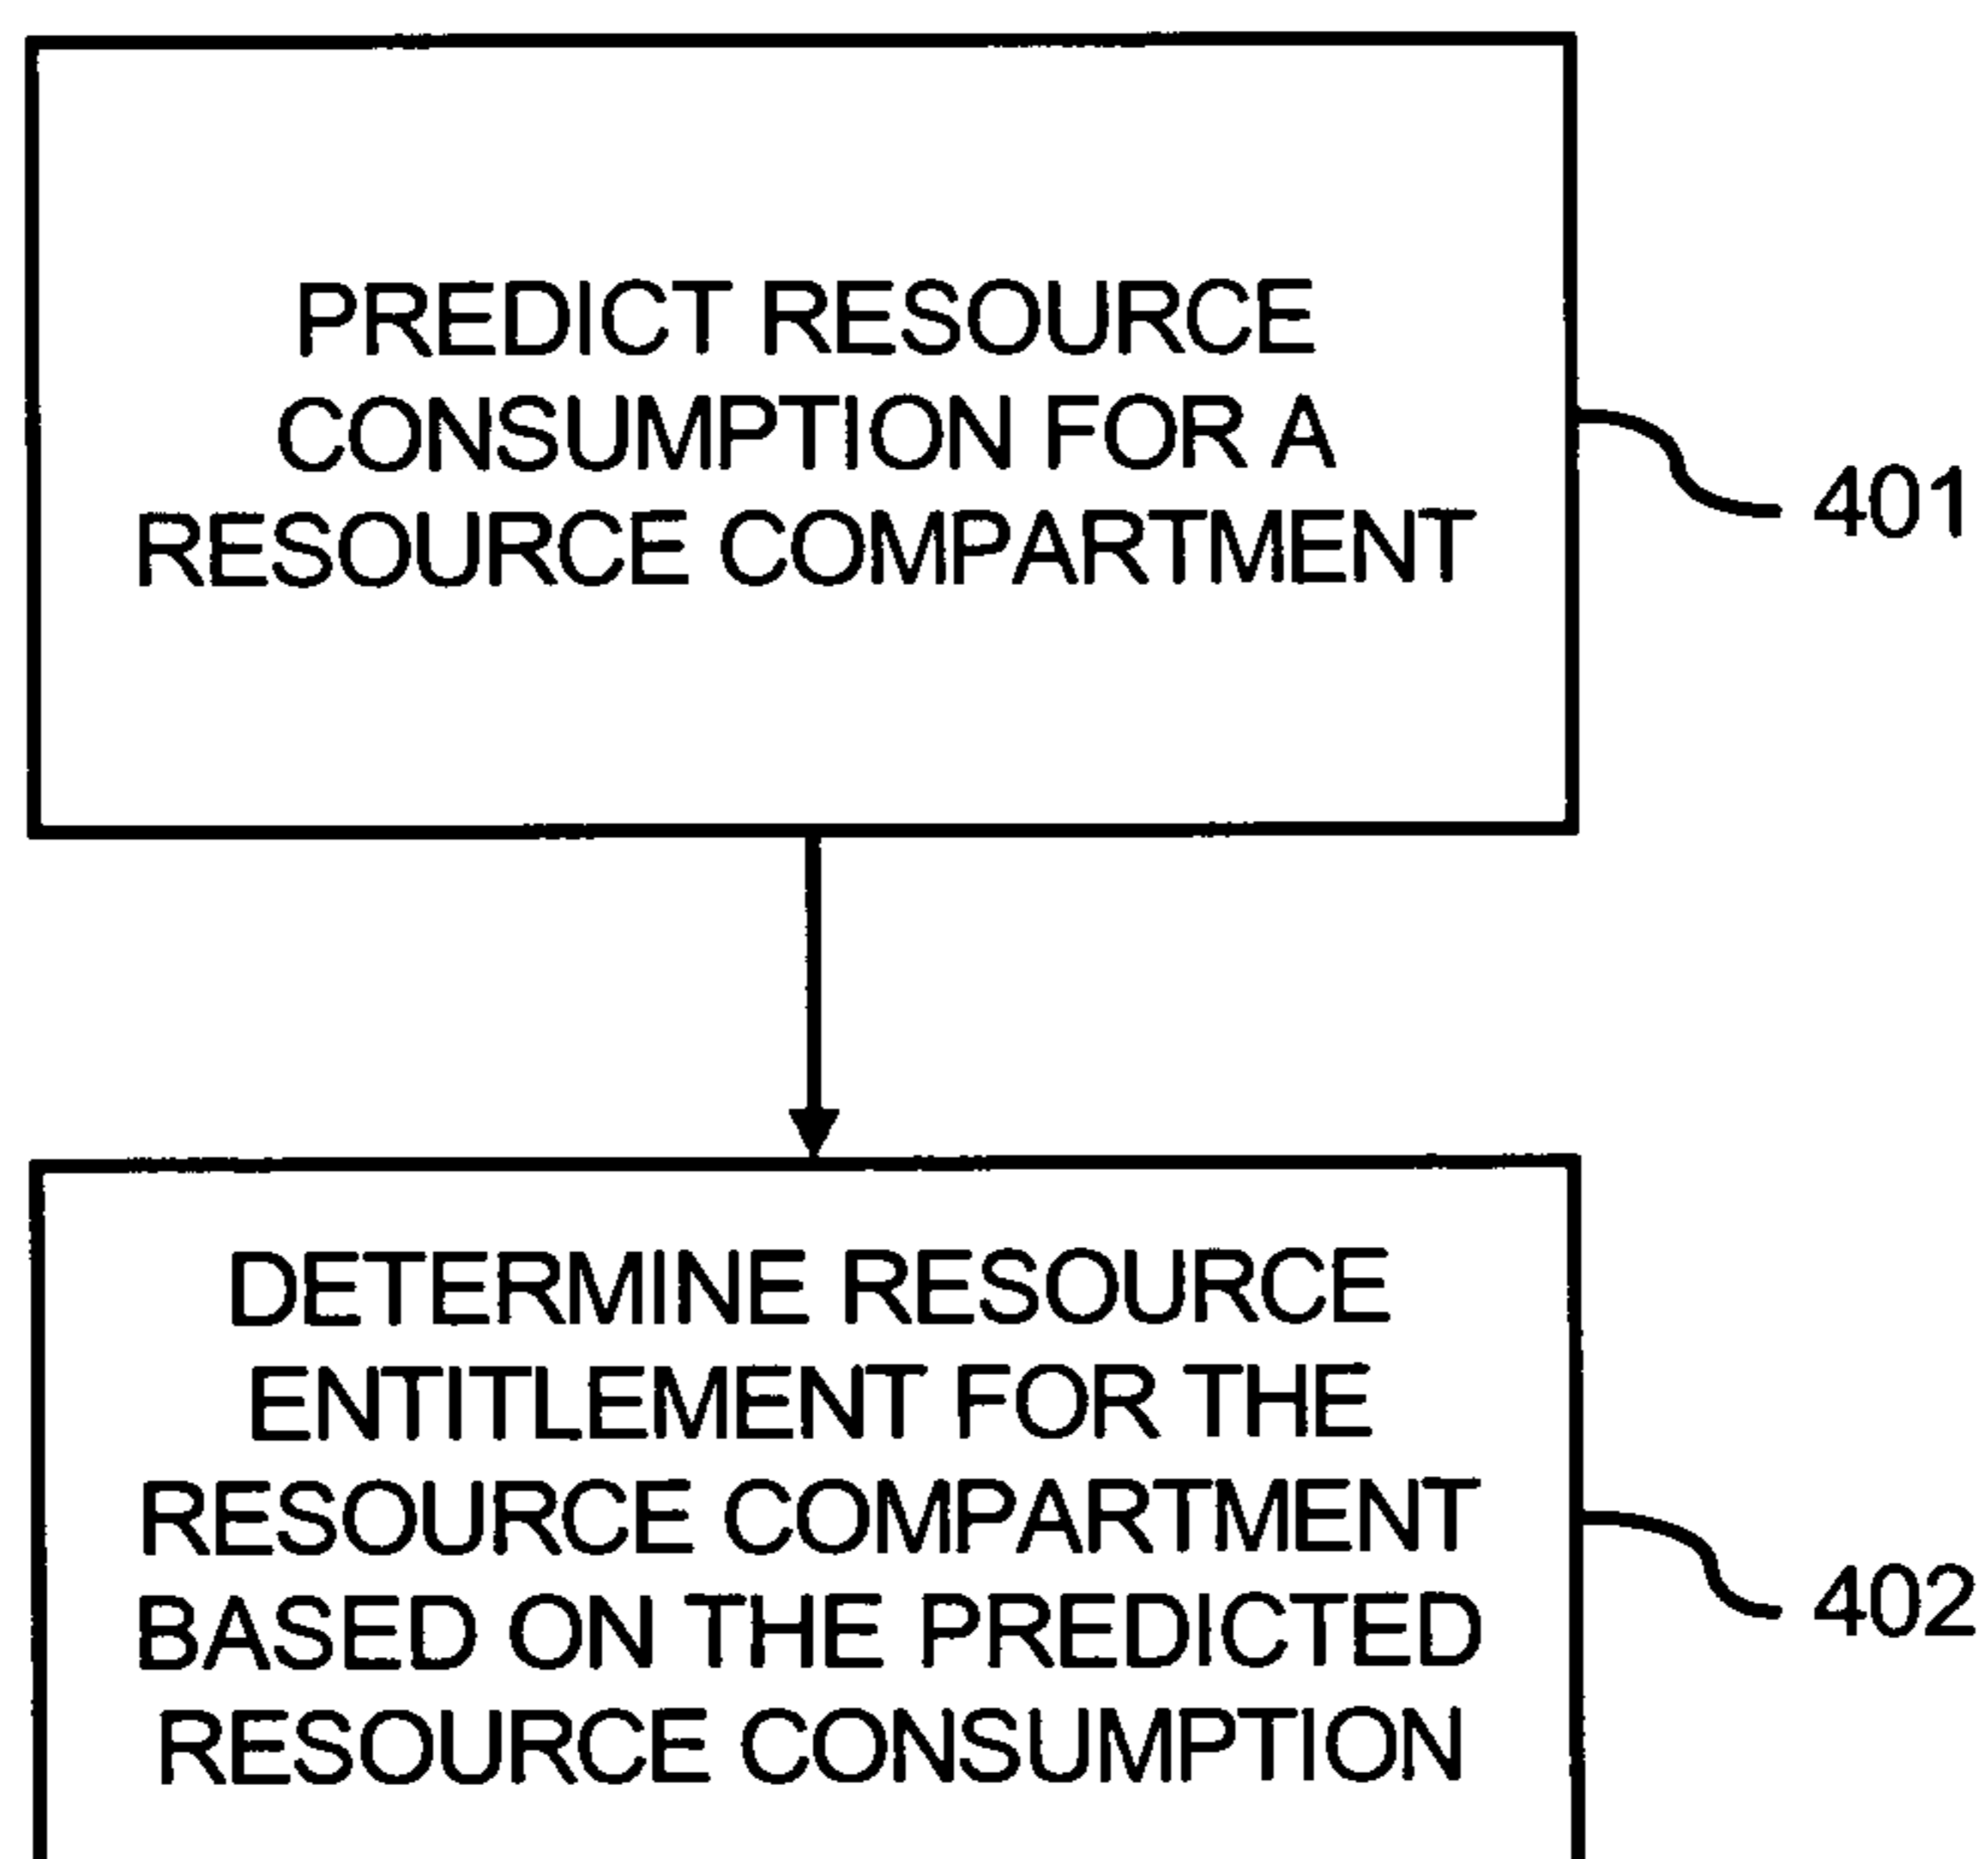 PREDICT RESOURCE
CONSUMPTION FOR A
RESOURCE COMPARTMENT
401
DETERMINE RESOURCE
ENTITLEMENT FOR THE
RESOURCE COMPARTMENT
BASED ON THE PREDICTED
RESOURCE CONSUMPTION
402